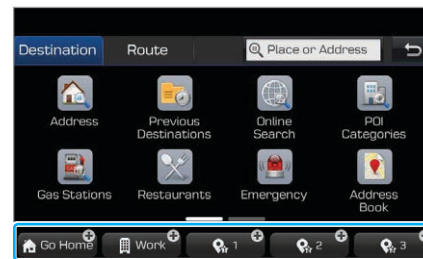 Destination Route Place or Address
Address Previous Destinations Online Search POI Categories
Gas Stations Restaurants Emergency Address Book
Go Home Work 1 2 3